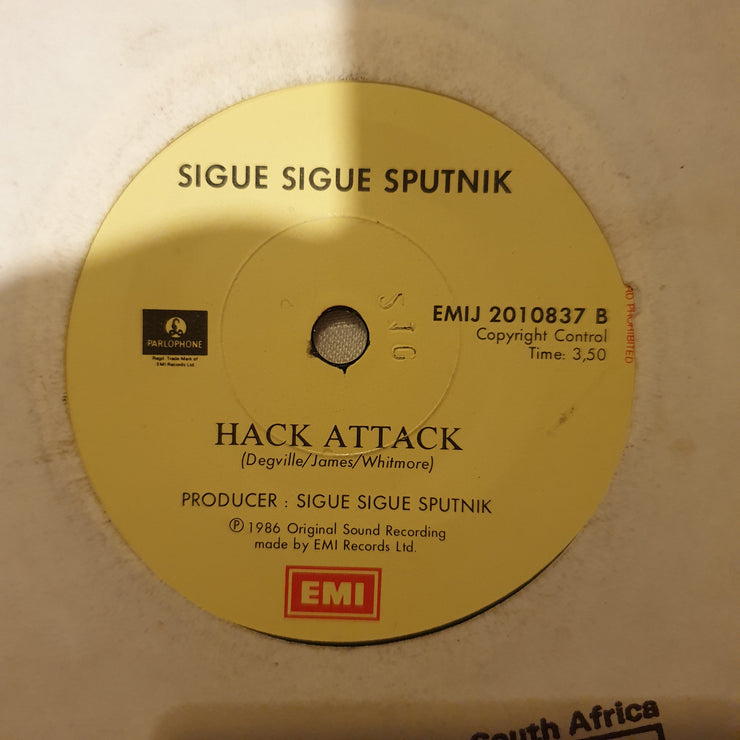 SIGUE SIGUE SPUTNIK
S1G
EMIJ 2010837 B
Copyright Control
Time: 3,50
PARLOPHONE
Regd. Trade Mark of
EMI Records Ltd.
PROHIBITED
HACK ATTACK
(Degville/James/Whitmore)
PRODUCER : SIGUE SIGUE SPUTNIK
℗ 1986 Original Sound Recording
made by EMI Records Ltd.
EMI
South Africa